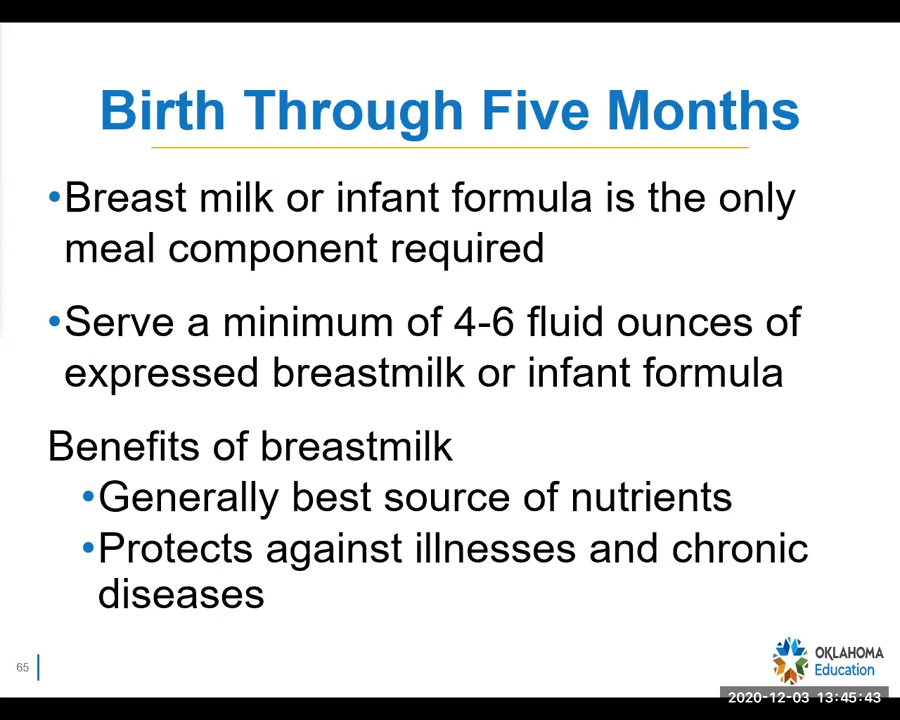 Birth Through Five Months
•Breast milk or infant formula is the only
meal component required
•Serve a minimum of 4-6 fluid ounces of
expressed breastmilk or infant formula
Benefits of breastmilk
•Generally best source of nutrients
•Protects against illnesses and chronic
diseases
65
OKLAHOMA
Education
2020-12-03 13:45:43